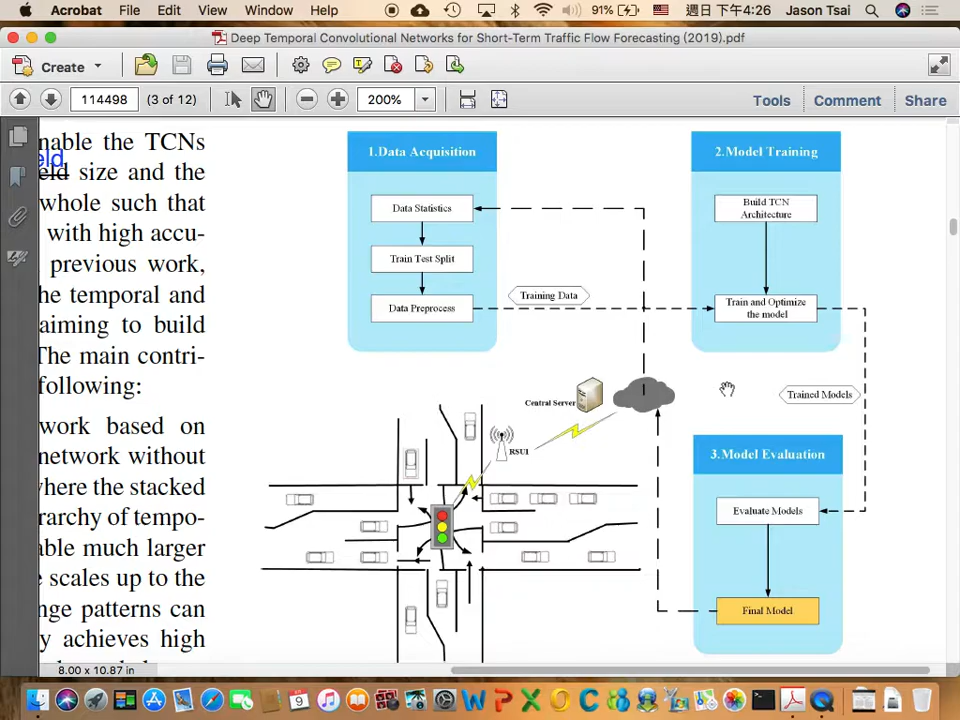 Acrobat File Edit View Window Help 91% 週日 下午4:26 Jason Tsai
Deep Temporal Convolutional Networks for Short-Term Traffic Flow Forecasting (2019).pdf
Create
114498 (3 of 12) 200% Tools Comment Share
nable the TCNs
eld
eld size and the
whole such that
with high accu-
previous work,
he temporal and
aiming to build
The main contri-
following:
work based on
network without
where the stacked
rarchy of tempo-
able much larger
e scales up to the
nge patterns can
y achieves high
1.Data Acquisition
Data Statistics
Train Test Split
Data Preprocess
Training Data
2.Model Training
Build TCN
Architecture
Train and Optimize
the model
Trained Models
Central Server
RSU1
3.Model Evaluation
Evaluate Models
Final Model
8.00 x 10.87 in